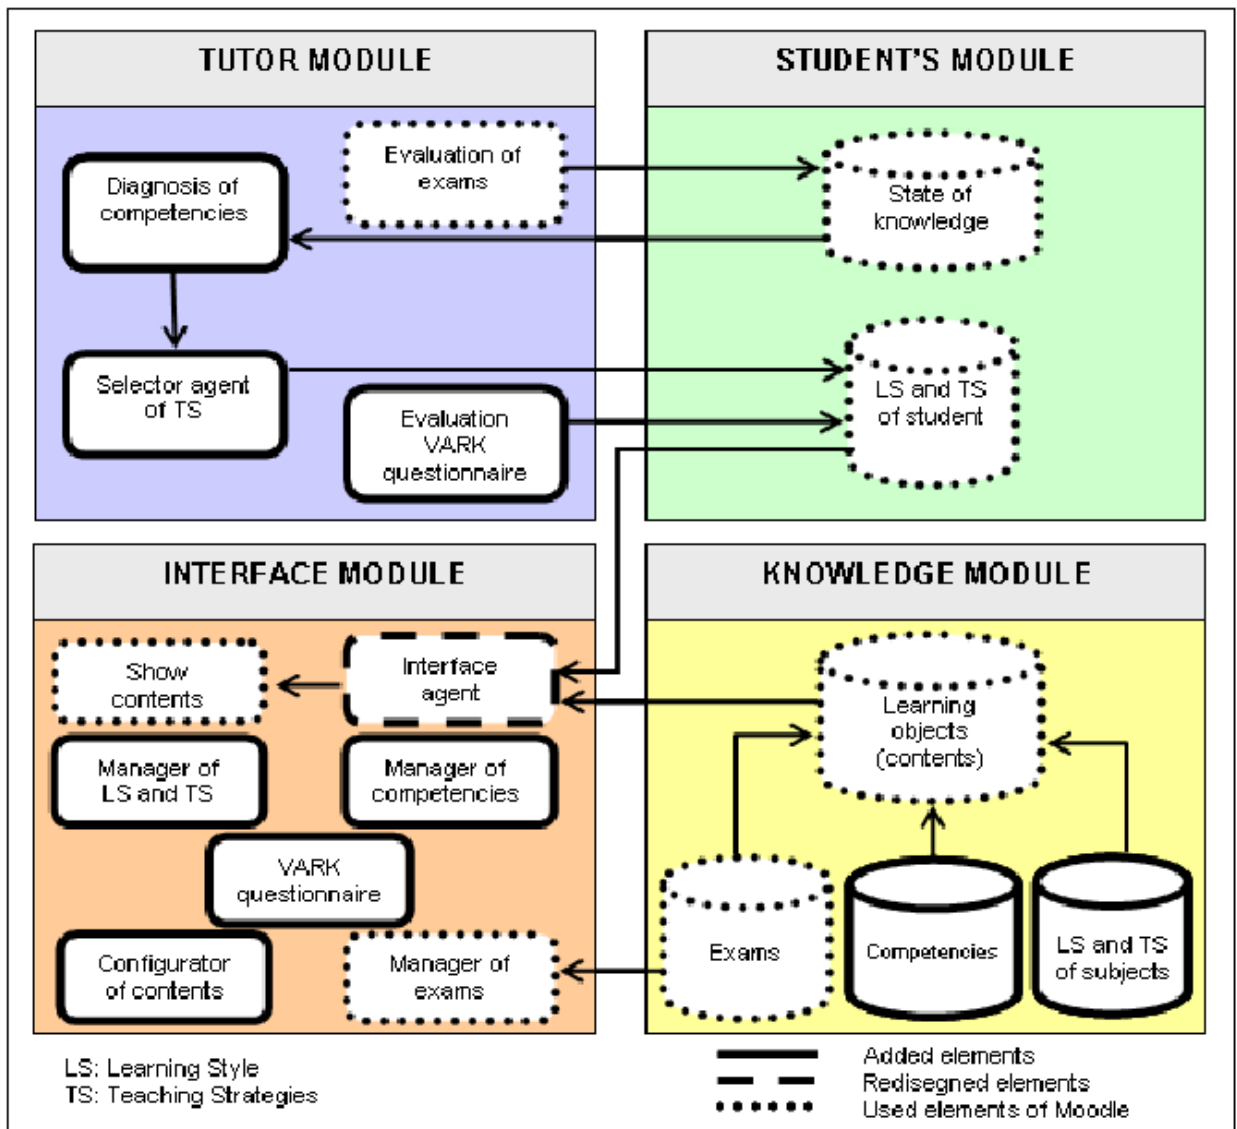 TUTOR MODULE
Diagnosis of
competencies
Evaluation of
exams
Selector agent
of TS
Evaluation
VARK
questionnaire
STUDENT'S MODULE
State of
knowledge
LS and TS
of student
INTERFACE MODULE
Show
contents
Interface
agent
Manager of
LS and TS
Manager of
competencies
VARK
questionnaire
Configurator
of contents
Manager of
exams
KNOWLEDGE MODULE
Learning
objects
(contents)
Exams
Competencies
LS and TS
of subjects
LS: Learning Style
TS: Teaching Strategies
Added elements
Redisegned elements
Used elements of Moodle